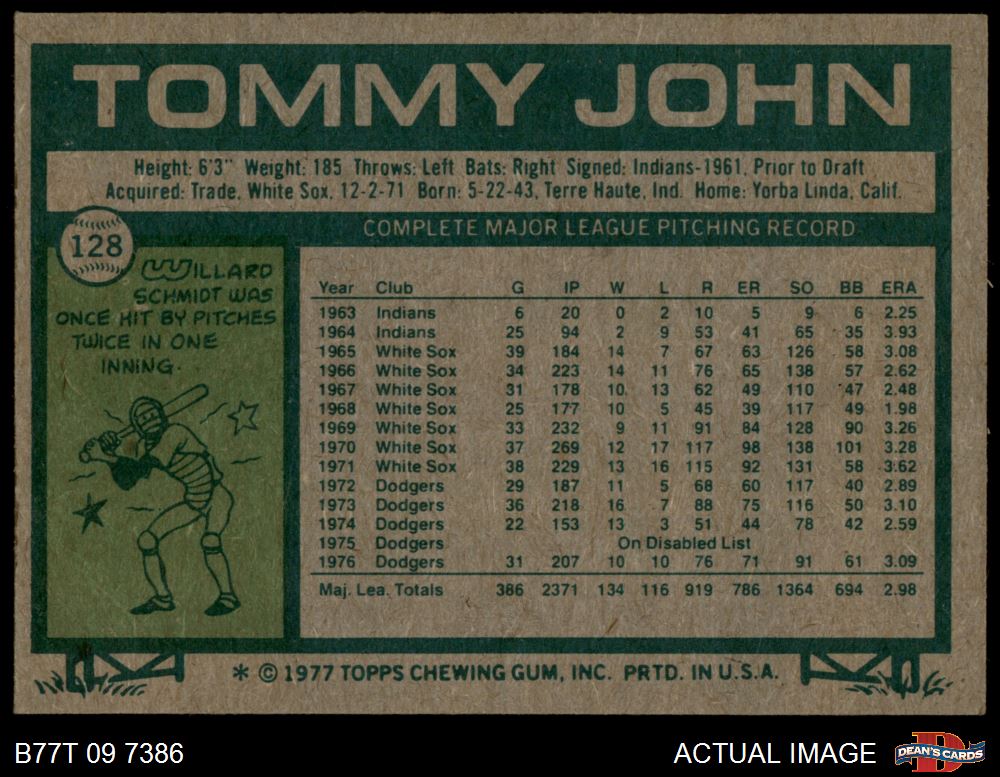 TOMMY JOHN
Height: 6'3" Weight: 185 Throws: Left Bats: Right Signed: Indians-1961, Prior to Draft
Acquired: Trade, White Sox, 12-2-71 Born: 5-22-43, Terre Haute, Ind. Home: Yorba Linda, Calif.
128
WILLARD
SCHMIDT WAS
ONCE HIT BY PITCHES
TWICE IN ONE
INNING.
COMPLETE MAJOR LEAGUE PITCHING RECORD
Year Club G IP W L R ER SO BB ERA
1963 Indians 6 20 0 2 10 5 9 6 2.25
1964 Indians 25 94 2 9 53 41 65 35 3.93
1965 White Sox 39 184 14 7 67 63 126 58 3.08
1966 White Sox 34 223 14 11 76 65 138 57 2.62
1967 White Sox 31 178 10 13 62 49 110 47 2.48
1968 White Sox 25 177 10 5 45 39 117 49 1.98
1969 White Sox 33 232 9 11 91 84 128 90 3.26
1970 White Sox 37 269 12 17 117 98 138 101 3.28
1971 White Sox 38 229 13 16 115 92 131 58 3.62
1972 Dodgers 29 187 11 5 68 60 117 40 2.89
1973 Dodgers 36 218 16 7 88 75 116 50 3.10
1974 Dodgers 22 153 13 3 51 44 78 42 2.59
1975 Dodgers On Disabled List
1976 Dodgers 31 207 10 10 76 71 91 61 3.09
Maj. Lea. Totals 386 2371 134 116 919 786 1364 694 2.98
* © 1977 TOPPS CHEWING GUM, INC. PRTD. IN U.S.A.
B77T 09 7386
ACTUAL IMAGE
D
DEAN'S CARDS